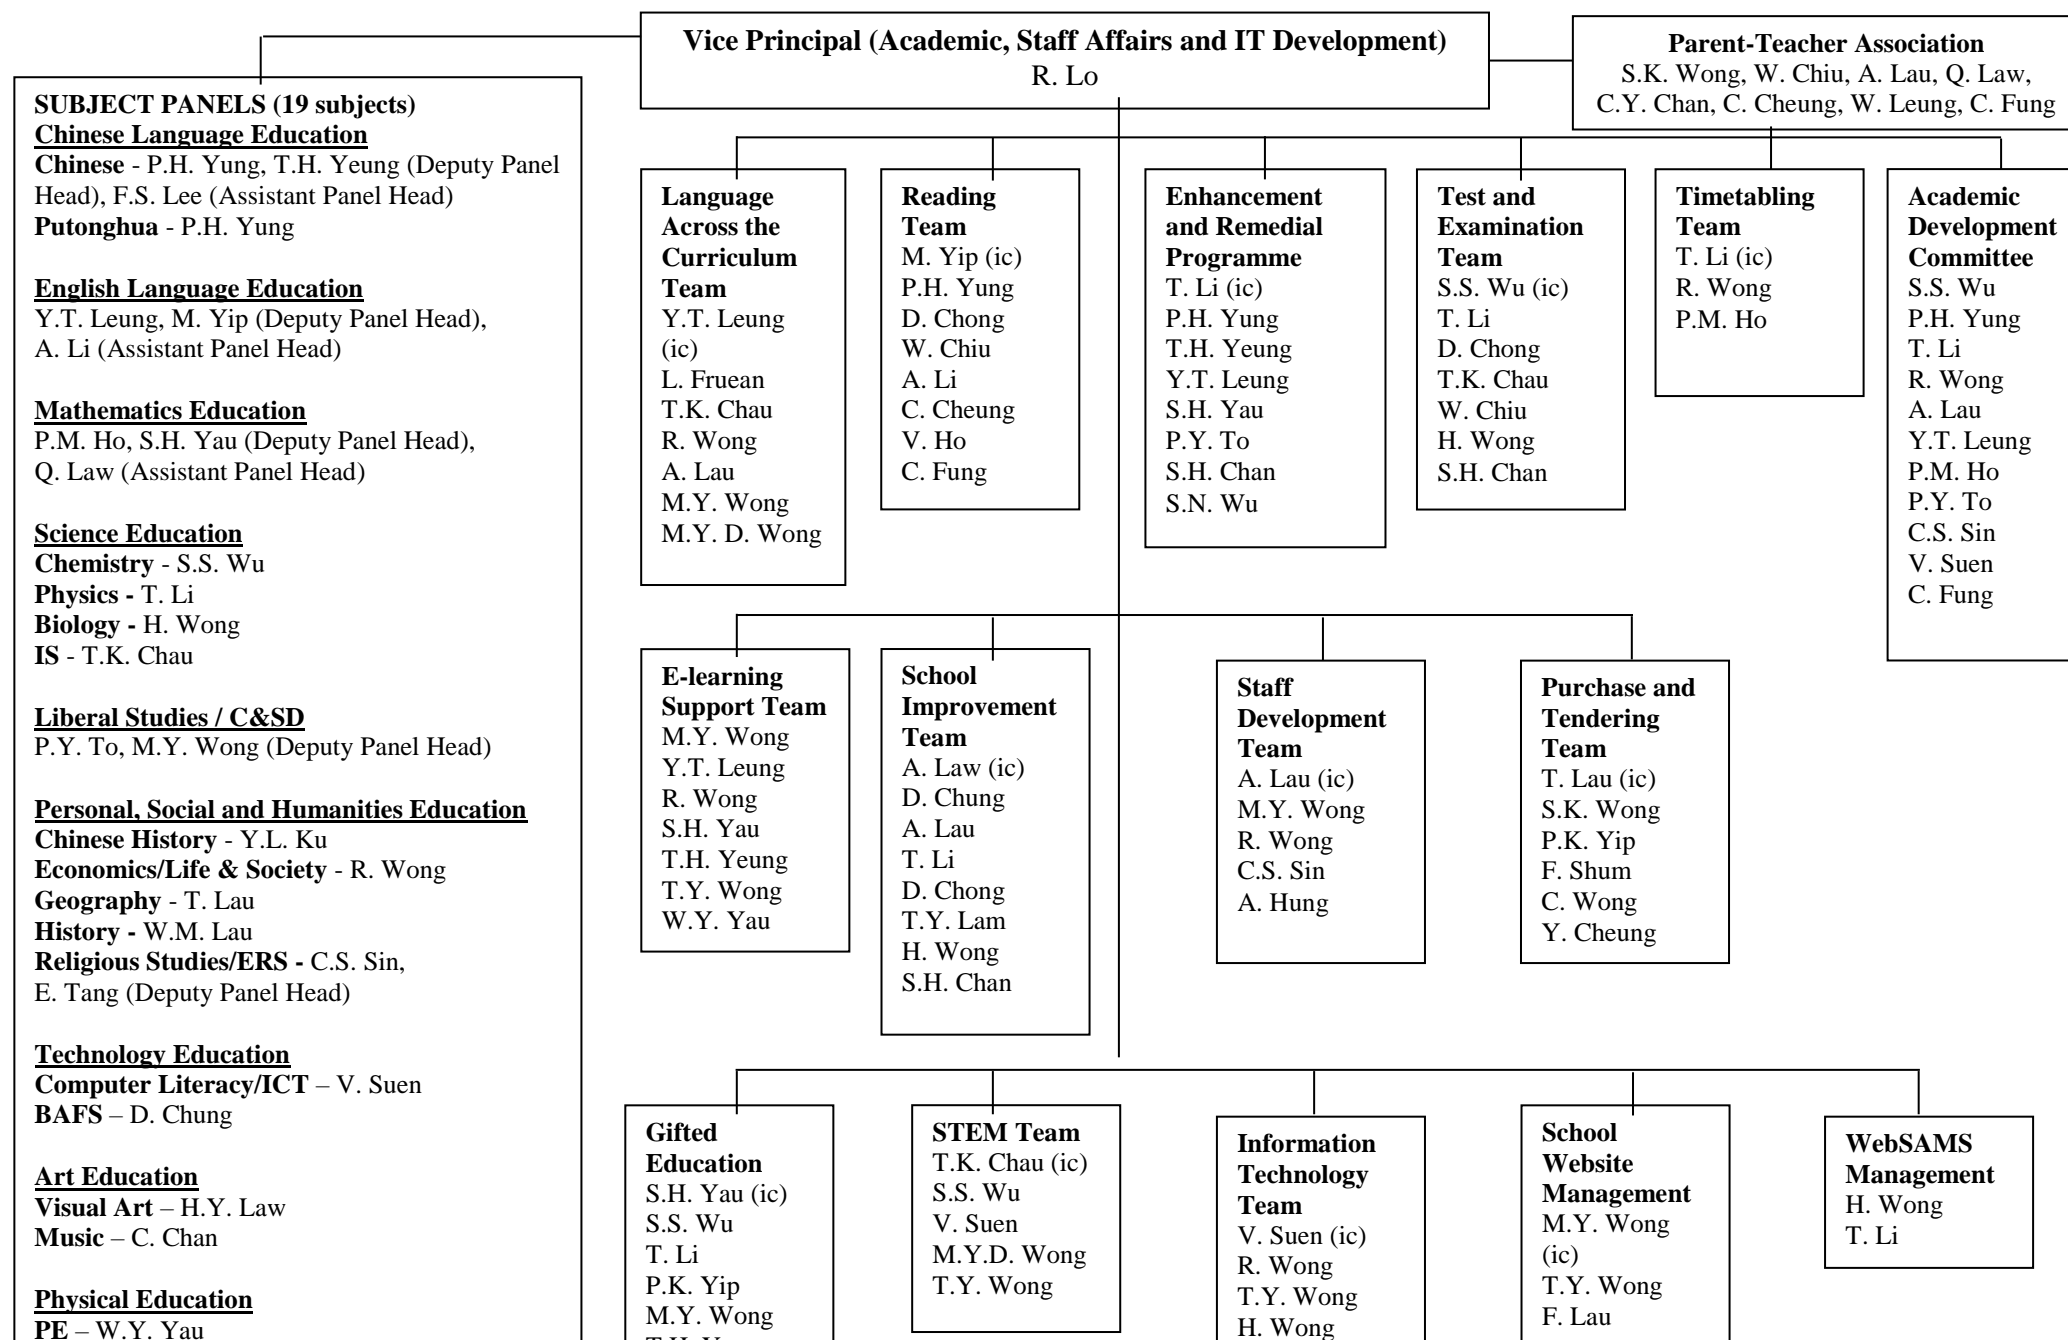 Vice Principal (Academic, Staff Affairs and IT Development)
R. Lo
Parent-Teacher Association
S.K. Wong, W. Chiu, A. Lau, Q. Law,
C.Y. Chan, C. Cheung, W. Leung, C. Fung
SUBJECT PANELS (19 subjects)
Chinese Language Education
Chinese - P.H. Yung, T.H. Yeung (Deputy Panel
Head), F.S. Lee (Assistant Panel Head)
Putonghua - P.H. Yung
English Language Education
Y.T. Leung, M. Yip (Deputy Panel Head),
A. Li (Assistant Panel Head)
Mathematics Education
P.M. Ho, S.H. Yau (Deputy Panel Head),
Q. Law (Assistant Panel Head)
Science Education
Chemistry - S.S. Wu
Physics - T. Li
Biology - H. Wong
IS - T.K. Chau
Liberal Studies / C&SD
P.Y. To, M.Y. Wong (Deputy Panel Head)
Personal, Social and Humanities Education
Chinese History - Y.L. Ku
Economics/Life & Society - R. Wong
Geography - T. Lau
History - W.M. Lau
Religious Studies/ERS - C.S. Sin,
E. Tang (Deputy Panel Head)
Technology Education
Computer Literacy/ICT – V. Suen
BAFS – D. Chung
Art Education
Visual Art – H.Y. Law
Music – C. Chan
Physical Education
PE – W.Y. Yau
Language
Across the
Curriculum
Team
Y.T. Leung
(ic)
L. Fruean
T.K. Chau
R. Wong
A. Lau
M.Y. Wong
M.Y. D. Wong
Reading
Team
M. Yip (ic)
P.H. Yung
D. Chong
W. Chiu
A. Li
C. Cheung
V. Ho
C. Fung
Enhancement
and Remedial
Programme
T. Li (ic)
P.H. Yung
T.H. Yeung
Y.T. Leung
S.H. Yau
P.Y. To
S.H. Chan
S.N. Wu
Test and
Examination
Team
S.S. Wu (ic)
T. Li
D. Chong
T.K. Chau
W. Chiu
H. Wong
S.H. Chan
Timetabling
Team
T. Li (ic)
R. Wong
P.M. Ho
Academic
Development
Committee
S.S. Wu
P.H. Yung
T. Li
R. Wong
A. Lau
Y.T. Leung
P.M. Ho
P.Y. To
C.S. Sin
V. Suen
C. Fung
E-learning
Support Team
M.Y. Wong
Y.T. Leung
R. Wong
S.H. Yau
T.H. Yeung
T.Y. Wong
W.Y. Yau
School
Improvement
Team
A. Law (ic)
D. Chung
A. Lau
T. Li
D. Chong
T.Y. Lam
H. Wong
S.H. Chan
Staff
Development
Team
A. Lau (ic)
M.Y. Wong
R. Wong
C.S. Sin
A. Hung
Purchase and
Tendering
Team
T. Lau (ic)
S.K. Wong
P.K. Yip
F. Shum
C. Wong
Y. Cheung
Gifted
Education
S.H. Yau (ic)
S.S. Wu
T. Li
P.K. Yip
M.Y. Wong
STEM Team
T.K. Chau (ic)
S.S. Wu
V. Suen
M.Y.D. Wong
T.Y. Wong
Information
Technology
Team
V. Suen (ic)
R. Wong
T.Y. Wong
H. Wong
School
Website
Management
M.Y. Wong
(ic)
T.Y. Wong
F. Lau
WebSAMS
Management
H. Wong
T. Li